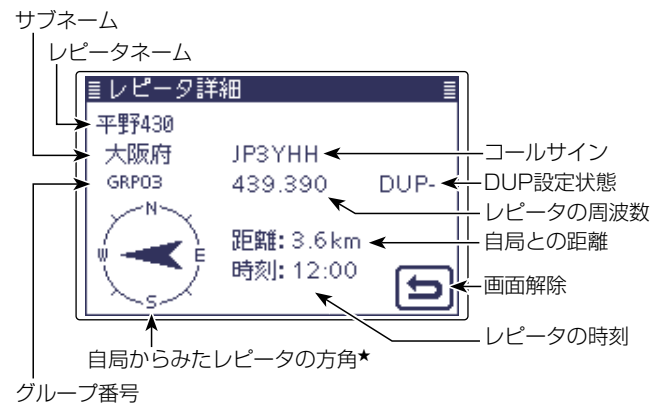 サブネーム
レピータネーム
レピータ詳細
平野430
大阪府 JP3YHH
GRP03 439.390 DUP-
N
W E
S
距離: 3.6km
時刻: 12:00
コールサイン
DUP設定状態
レピータの周波数
自局との距離
画面解除
レピータの時刻
自局からみたレピータの方角★
グループ番号